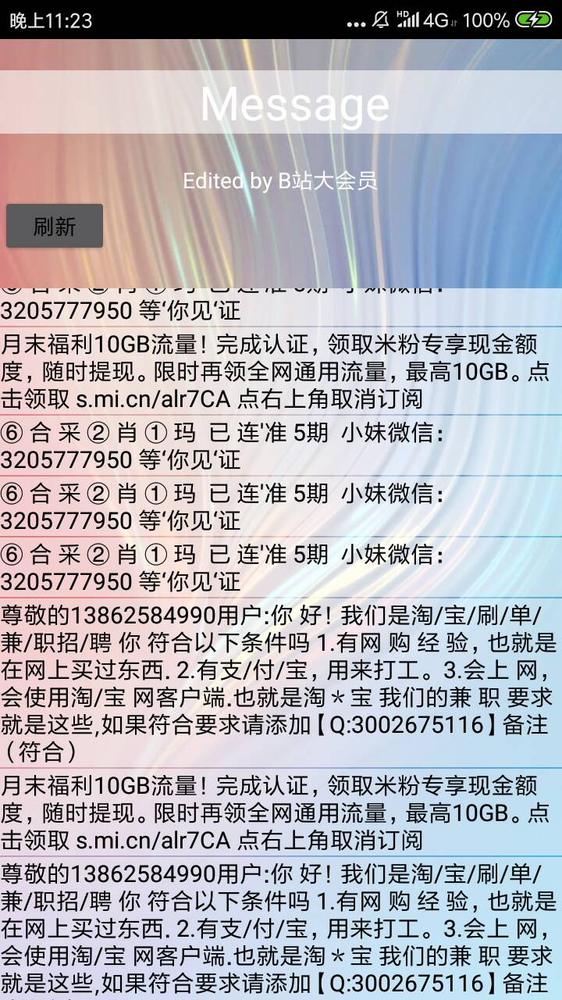 晚上11:23
HD 4G 100%
Message
Edited by B站大会员
刷新
⑥ 合 采 ② 肖 ① 玛 已 连'准 5期 小妹微信:
3205777950 等‘你见‘证
月末福利10GB流量！完成认证，领取米粉专享现金额
度，随时提现。限时再领全网通用流量，最高10GB。点
击领取 s.mi.cn/alr7CA 点右上角取消订阅
⑥ 合 采 ② 肖 ① 玛 已 连'准 5期 小妹微信:
3205777950 等‘你见‘证
⑥ 合 采 ② 肖 ① 玛 已 连'准 5期 小妹微信:
3205777950 等‘你见‘证
⑥ 合 采 ② 肖 ① 玛 已 连'准 5期 小妹微信:
3205777950 等‘你见‘证
尊敬的13862584990用户:你 好！我们是淘/宝/刷/单/
兼/职招/聘 你 符合以下条件吗 1.有网 购 经 验，也就是
在网上买过东西. 2.有支/付/宝，用来打工。3.会上 网，
会使用淘/宝 网客户端.也就是淘＊宝 我们的兼 职 要求
就是这些,如果符合要求请添加【Q:3002675116】备注
（符合）
月末福利10GB流量！完成认证，领取米粉专享现金额
度，随时提现。限时再领全网通用流量，最高10GB。点
击领取 s.mi.cn/alr7CA 点右上角取消订阅
尊敬的13862584990用户:你 好！我们是淘/宝/刷/单/
兼/职招/聘 你 符合以下条件吗 1.有网 购 经 验，也就是
在网上买过东西. 2.有支/付/宝，用来打工。3.会上 网，
会使用淘/宝 网客户端.也就是淘＊宝 我们的兼 职 要求
就是这些,如果符合要求请添加【Q:3002675116】备注